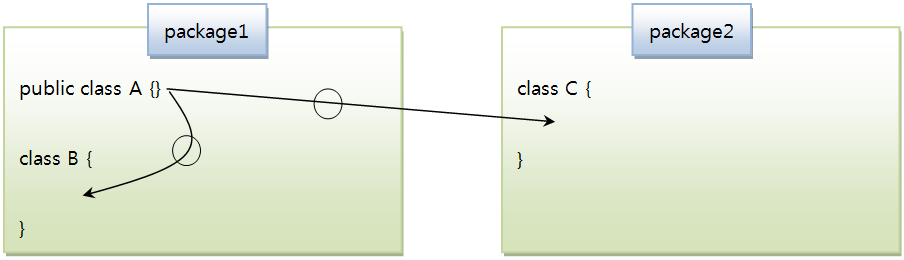 package1
public class A {}
class B {
}
package2
class C {
}